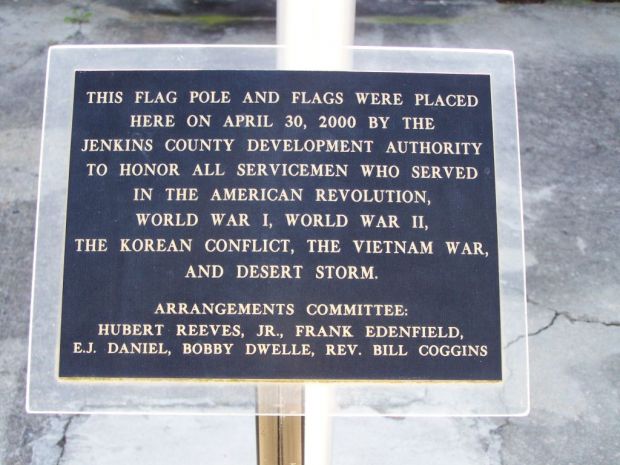 THIS FLAG POLE AND FLAGS WERE PLACED
HERE ON APRIL 30, 2000 BY THE
JENKINS COUNTY DEVELOPMENT AUTHORITY
TO HONOR ALL SERVICEMEN WHO SERVED
IN THE AMERICAN REVOLUTION,
WORLD WAR I, WORLD WAR II,
THE KOREAN CONFLICT, THE VIETNAM WAR,
AND DESERT STORM.
ARRANGEMENTS COMMITTEE:
HUBERT REEVES, JR., FRANK EDENFIELD,
E.J. DANIEL, BOBBY DWELLE, REV. BILL COGGINS